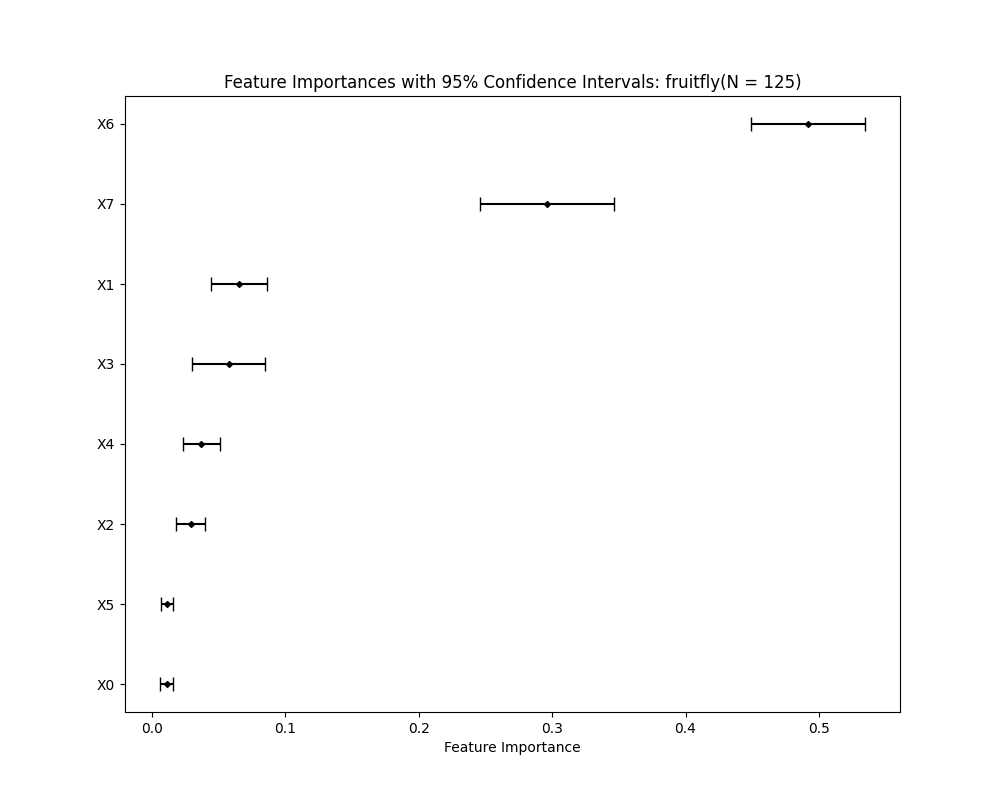 Feature Importances with 95% Confidence Intervals: fruitfly(N = 125)
X6
X7
X1
X3
X4
X2
X5
X0
0.0 0.1 0.2 0.3 0.4 0.5
Feature Importance